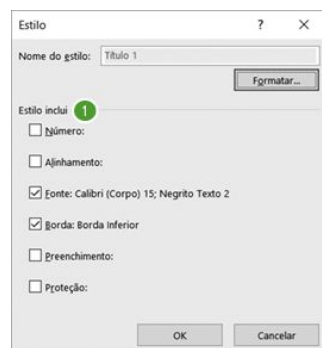 Estilo ? ×
Nome do estilo: Título 1
Formatar...
Estilo inclui 1
Número:
Alinhamento:
Fonte: Calibri (Corpo) 15; Negrito Texto 2
Borda: Borda Inferior
Preenchimento:
Proteção:
OK Cancelar